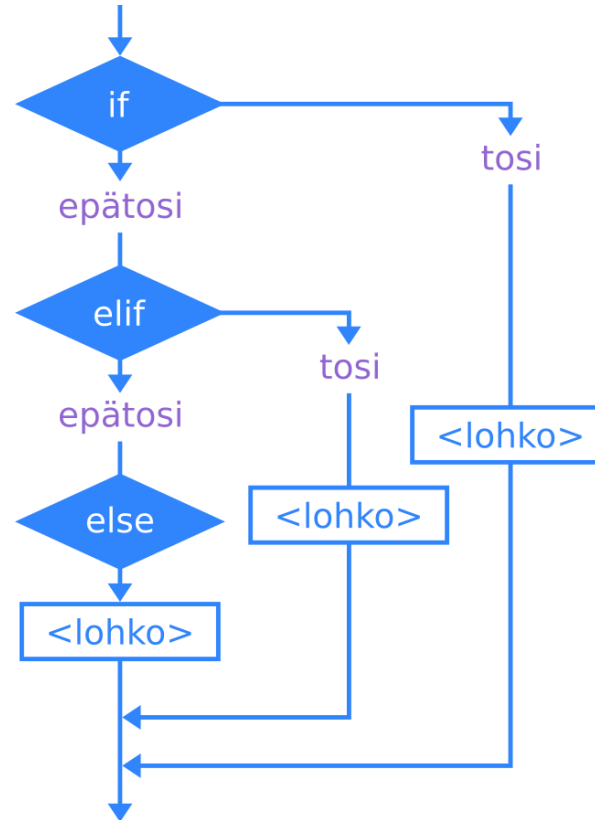 if
tosi
epätosi
elif
tosi
epätosi
<lohko>
<lohko>
else
<lohko>